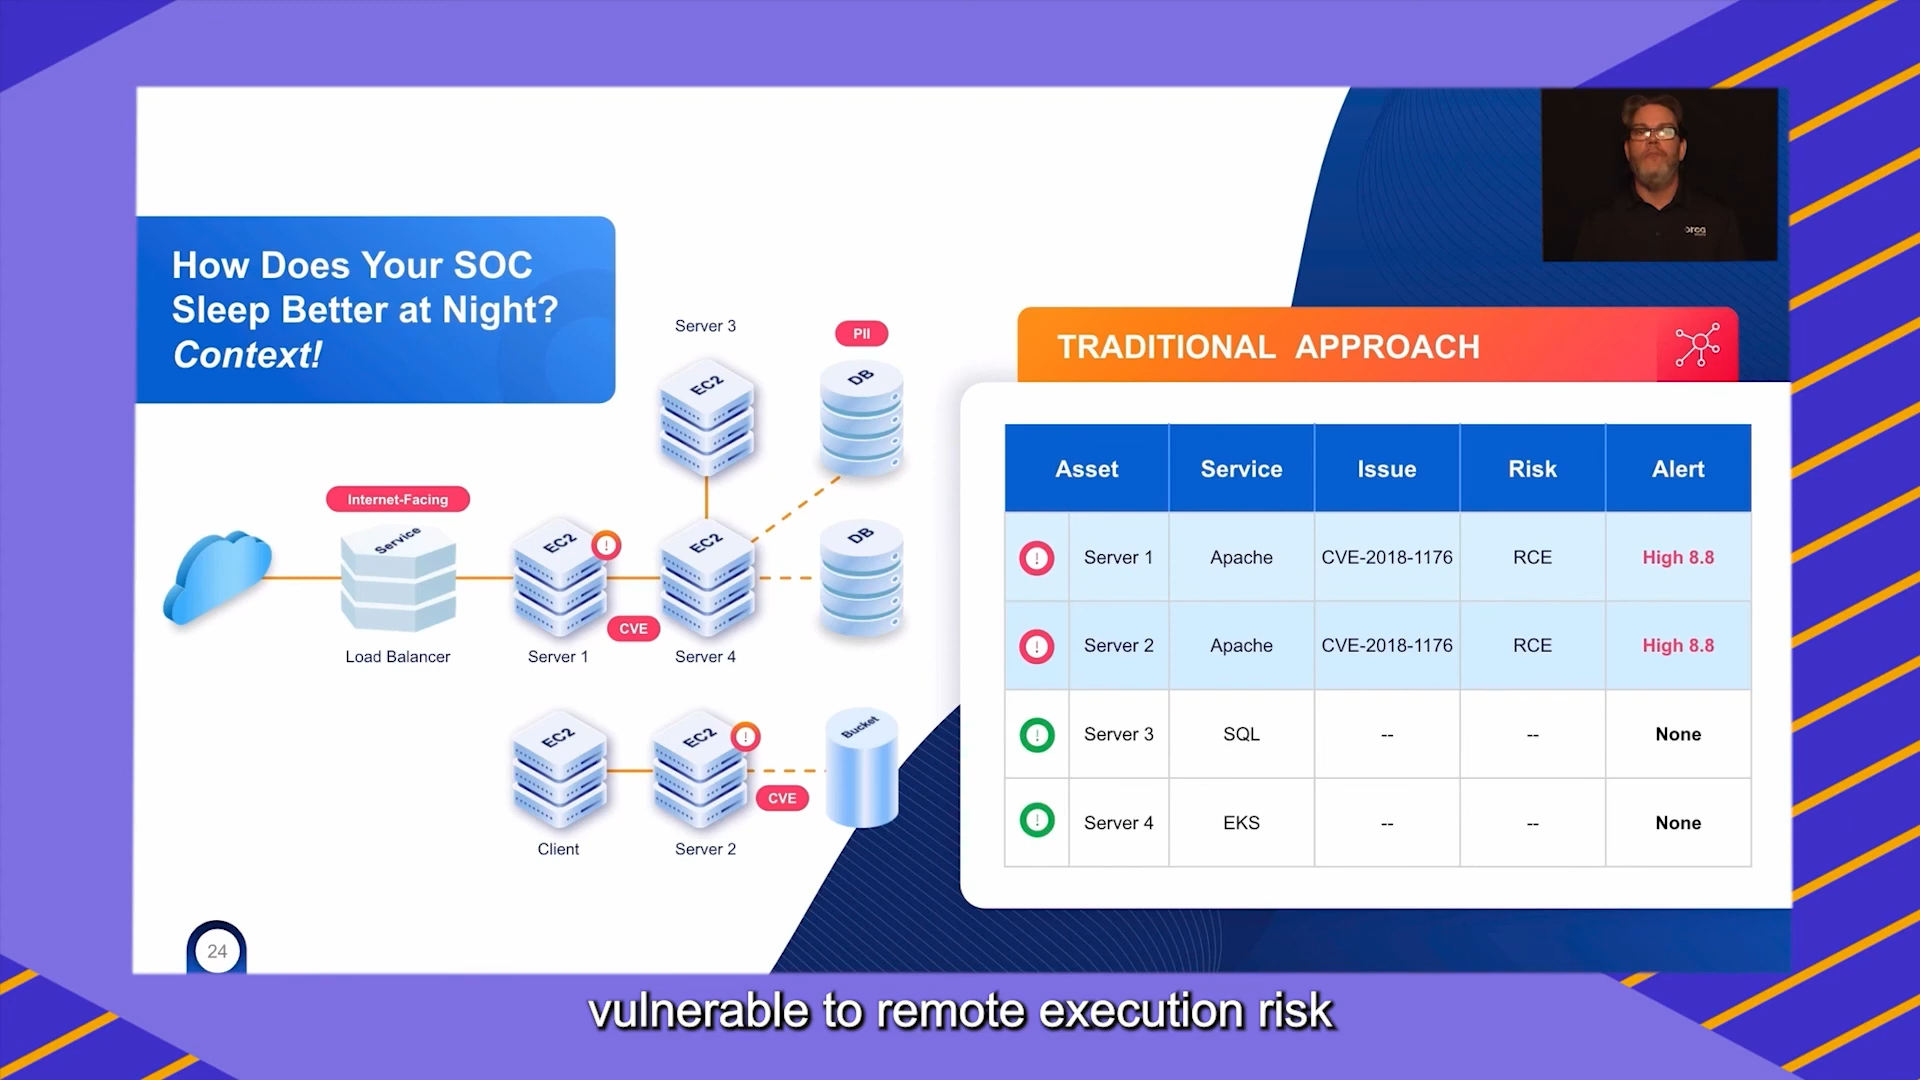 orca
How Does Your SOC
Sleep Better at Night?
Context!
Server 3
PII
EC2
DB
Internet-Facing
Service
EC2
!
EC2
DB
CVE
Load Balancer
Server 1
Server 4
EC2
EC2
!
Bucket
CVE
Client
Server 2
24
TRADITIONAL APPROACH
Asset Service Issue Risk Alert
! Server 1 Apache CVE-2018-1176 RCE High 8.8
! Server 2 Apache CVE-2018-1176 RCE High 8.8
! Server 3 SQL -- -- None
! Server 4 EKS -- -- None
vulnerable to remote execution risk